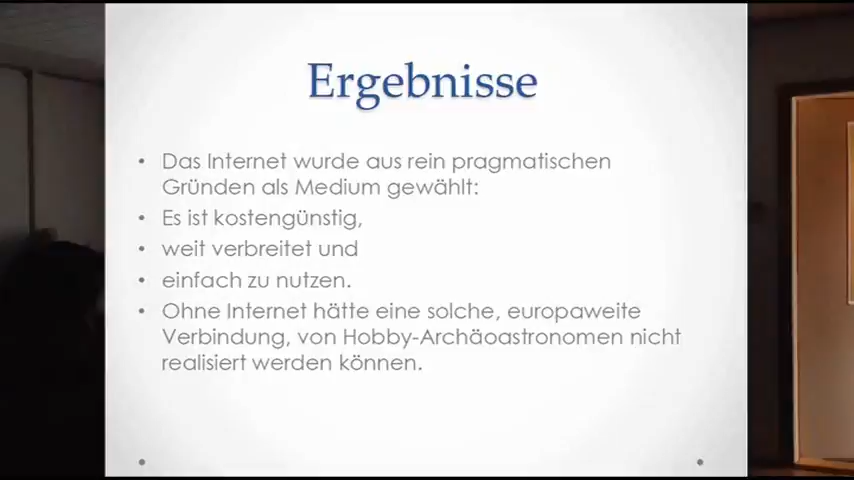 Ergebnisse
• Das Internet wurde aus rein pragmatischen
Gründen als Medium gewählt:
• Es ist kostengünstig,
• weit verbreitet und
• einfach zu nutzen.
• Ohne Internet hätte eine solche, europaweite
Verbindung, von Hobby-Archäoastronomen nicht
realisiert werden können.